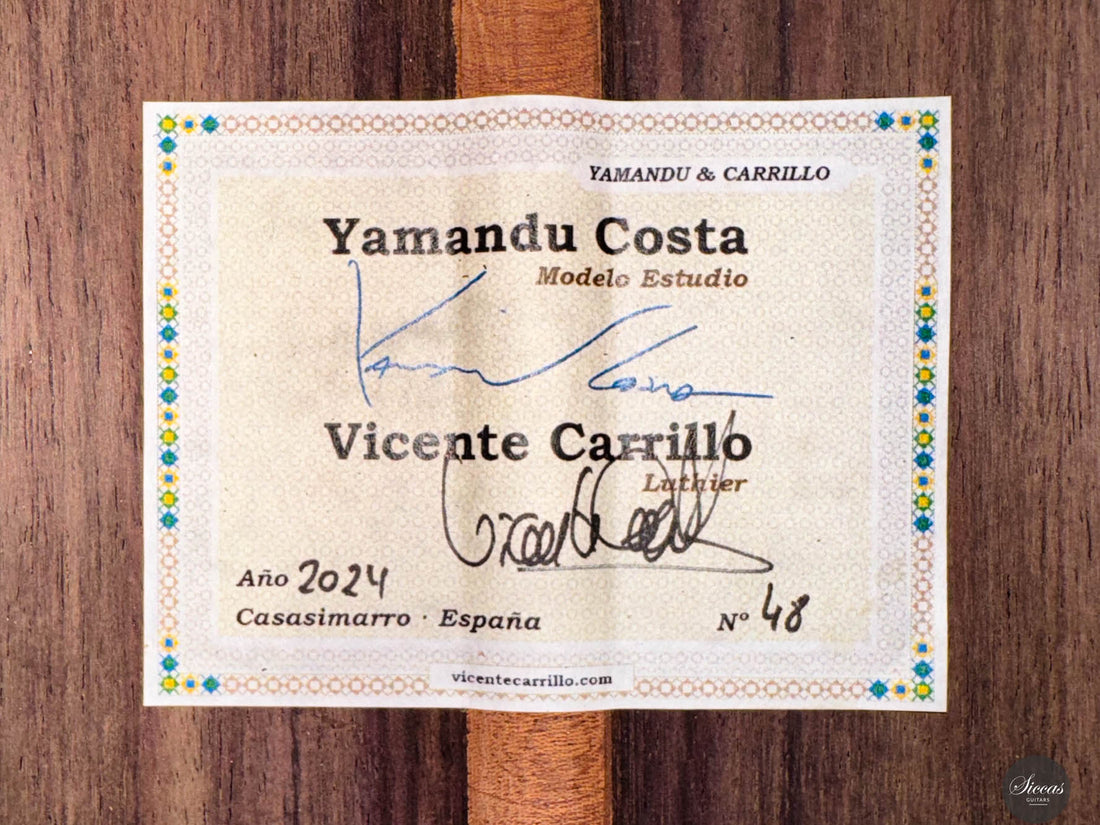 YAMANDU & CARRILLO
Yamandu Costa
Modelo Estudio
Vicente Carrillo
Luthier
Año 2024
Casasimarro · España
Nº 48
vicentecarrillo.com
Siccas
GUITARS